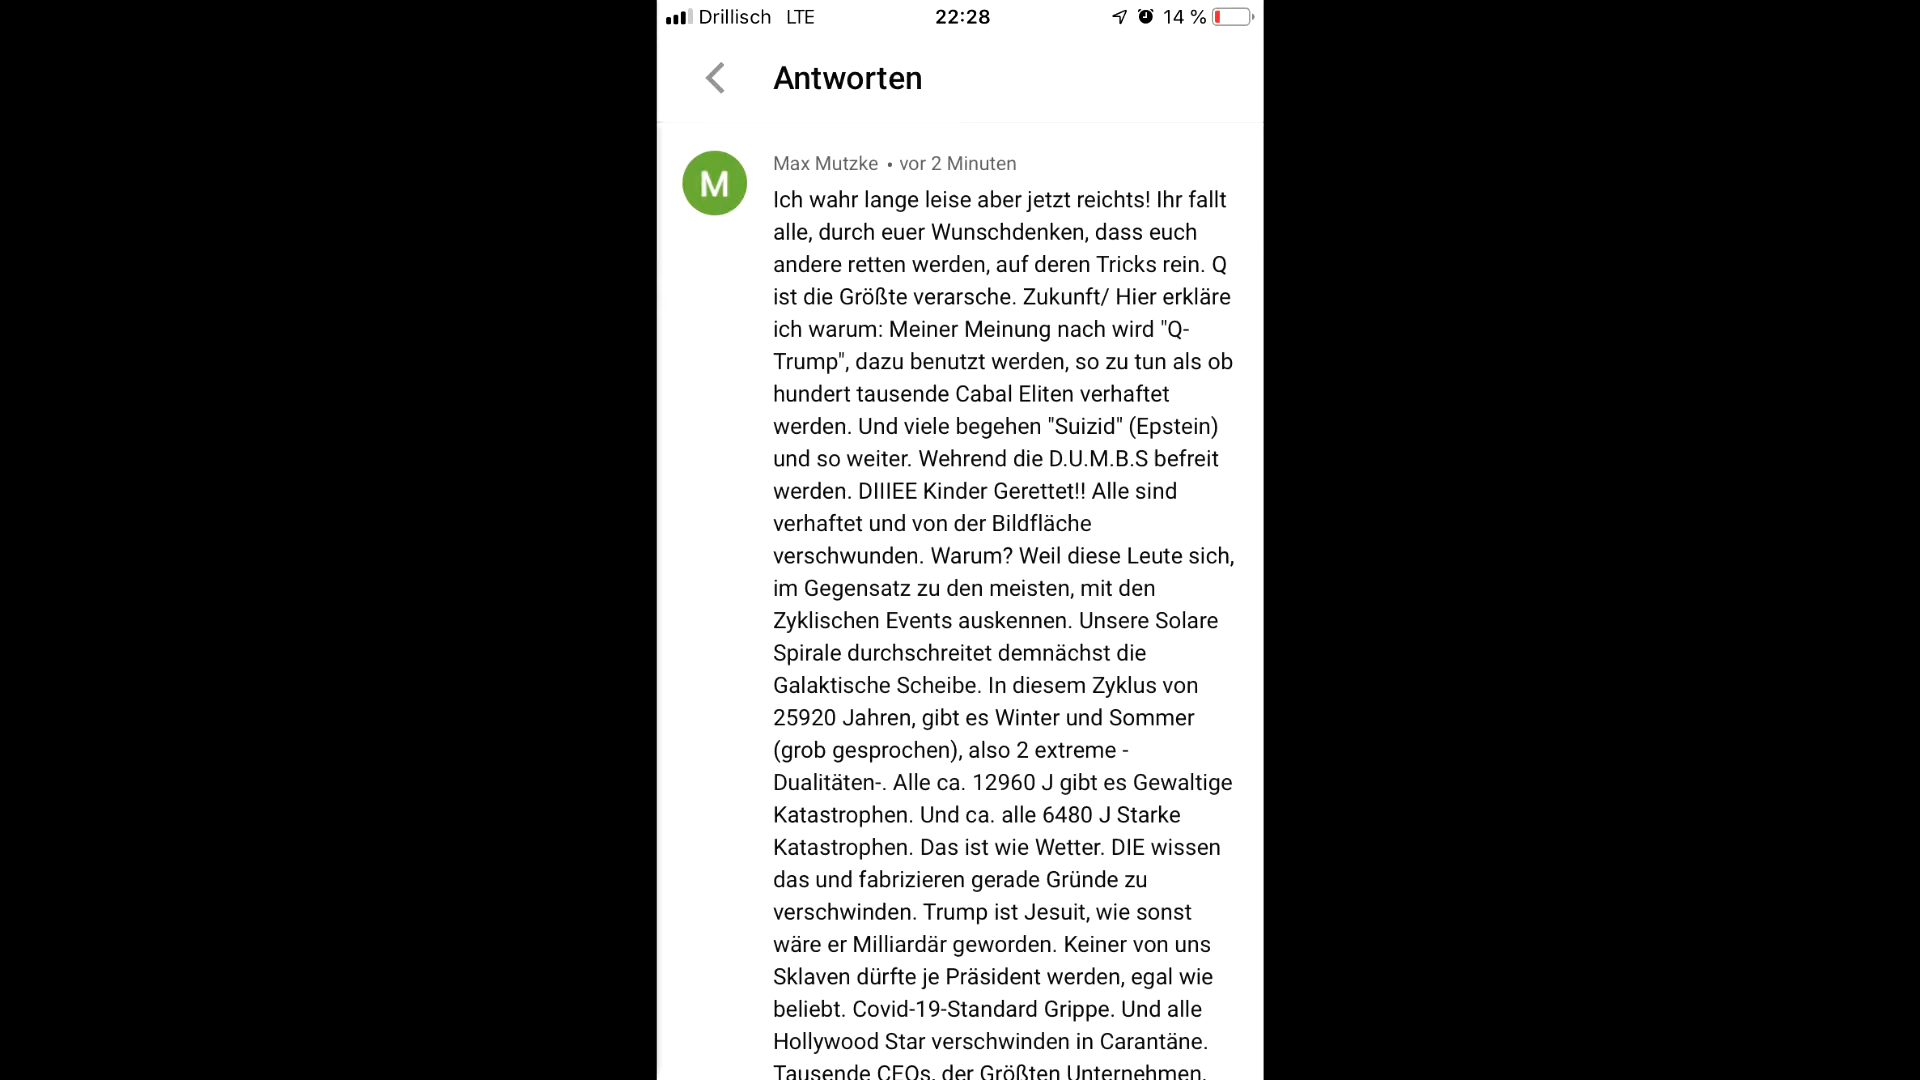 Drillisch LTE 22:28 14 %
Antworten
M
Max Mutzke • vor 2 Minuten
Ich wahr lange leise aber jetzt reichts! Ihr fallt
alle, durch euer Wunschdenken, dass euch
andere retten werden, auf deren Tricks rein. Q
ist die Größte verarsche. Zukunft/ Hier erkläre
ich warum: Meiner Meinung nach wird "Q-
Trump", dazu benutzt werden, so zu tun als ob
hundert tausende Cabal Eliten verhaftet
werden. Und viele begehen "Suizid" (Epstein)
und so weiter. Wehrend die D.U.M.B.S befreit
werden. DIIIEE Kinder Gerettet!! Alle sind
verhaftet und von der Bildfläche
verschwunden. Warum? Weil diese Leute sich,
im Gegensatz zu den meisten, mit den
Zyklischen Events auskennen. Unsere Solare
Spirale durchschreitet demnächst die
Galaktische Scheibe. In diesem Zyklus von
25920 Jahren, gibt es Winter und Sommer
(grob gesprochen), also 2 extreme -
Dualitäten-. Alle ca. 12960 J gibt es Gewaltige
Katastrophen. Und ca. alle 6480 J Starke
Katastrophen. Das ist wie Wetter. DIE wissen
das und fabrizieren gerade Gründe zu
verschwinden. Trump ist Jesuit, wie sonst
wäre er Milliardär geworden. Keiner von uns
Sklaven dürfte je Präsident werden, egal wie
beliebt. Covid-19-Standard Grippe. Und alle
Hollywood Star verschwinden in Carantäne.
Tausende CEOs, der Größten Unternehmen,